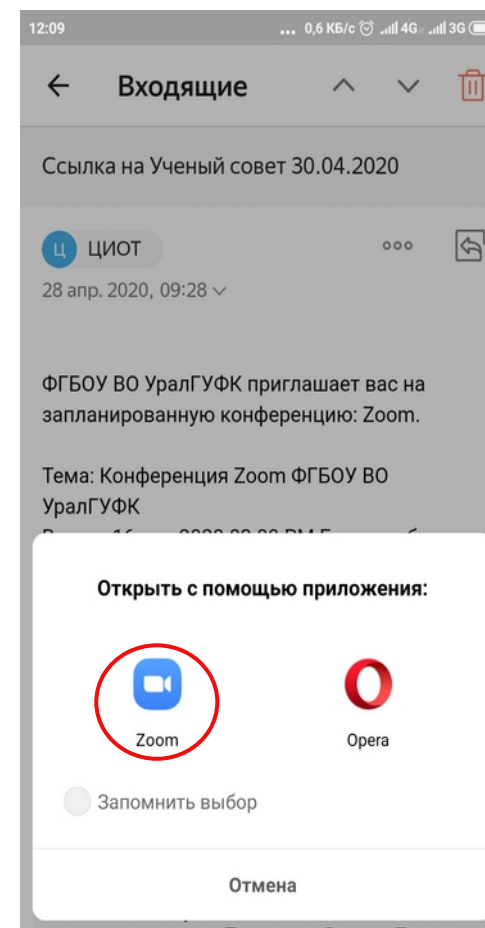 12:09 ... 0,6 КБ/с 4G 3G
Входящие
Ссылка на Ученый совет 30.04.2020
Ц ЦИОТ
28 апр. 2020, 09:28
ФГБОУ ВО УралГУФК приглашает вас на
запланированную конференцию: Zoom.
Тема: Конференция Zoom ФГБОУ ВО
УралГУФК
Открыть с помощью приложения:
Zoom Opera
Запомнить выбор
Отмена